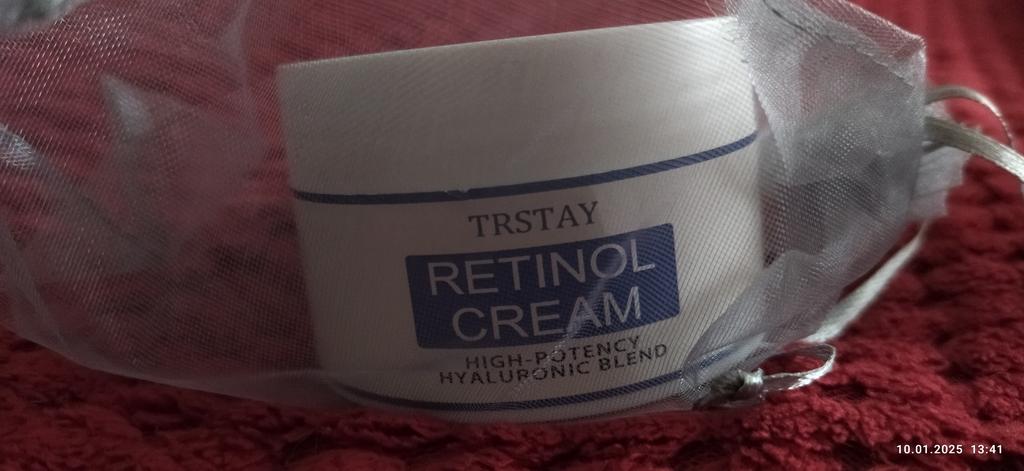 TRSTAY
RETINOL
CREAM
HIGH-POTENCY
HYALURONIC BLEND
10.01.2025 13:41